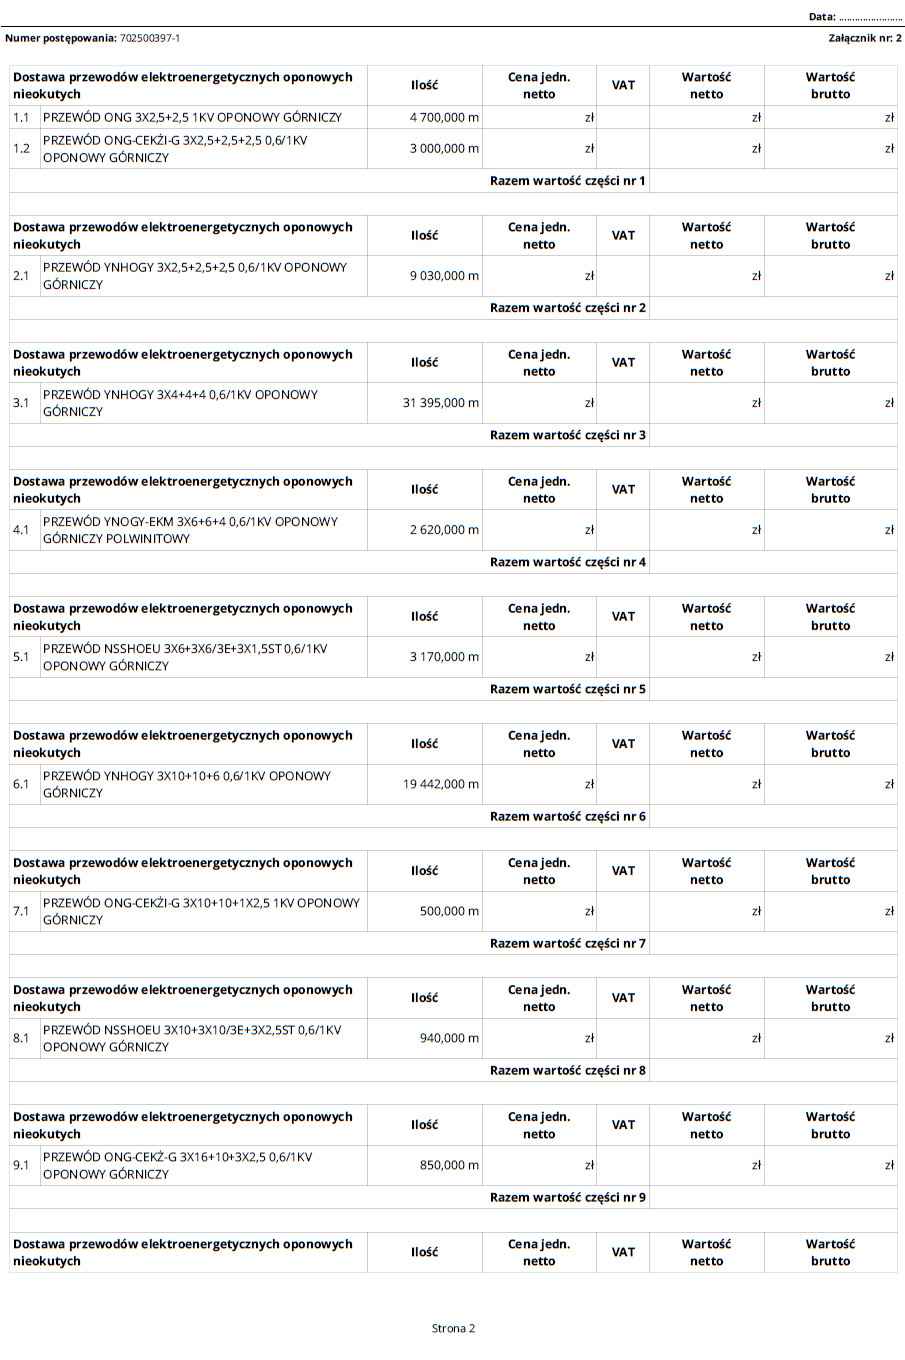 Data: ........................
Numer postępowania: 702500397-1 Załącznik nr: 2
Dostawa przewodów elektroenergetycznych oponowych
nieokutych
Ilość
Cena jedn.
netto
VAT
Wartość
netto
Wartość
brutto
1.1 PRZEWÓD ONG 3X2,5+2,5 1KV OPONOWY GÓRNICZY 4 700,000 m zł zł zł
1.2 PRZEWÓD ONG-CEKŻI-G 3X2,5+2,5+2,5 0,6/1KV
OPONOWY GÓRNICZY
3 000,000 m zł zł zł
Razem wartość części nr 1
Dostawa przewodów elektroenergetycznych oponowych
nieokutych
Ilość
Cena jedn.
netto
VAT
Wartość
netto
Wartość
brutto
2.1 PRZEWÓD YNHOGY 3X2,5+2,5+2,5 0,6/1KV OPONOWY
GÓRNICZY
9 030,000 m zł zł zł
Razem wartość części nr 2
Dostawa przewodów elektroenergetycznych oponowych
nieokutych
Ilość
Cena jedn.
netto
VAT
Wartość
netto
Wartość
brutto
3.1 PRZEWÓD YNHOGY 3X4+4+4 0,6/1KV OPONOWY
GÓRNICZY
31 395,000 m zł zł zł
Razem wartość części nr 3
Dostawa przewodów elektroenergetycznych oponowych
nieokutych
Ilość
Cena jedn.
netto
VAT
Wartość
netto
Wartość
brutto
4.1 PRZEWÓD YNOGY-EKM 3X6+6+4 0,6/1KV OPONOWY
GÓRNICZY POLWINITOWY
2 620,000 m zł zł zł
Razem wartość części nr 4
Dostawa przewodów elektroenergetycznych oponowych
nieokutych
Ilość
Cena jedn.
netto
VAT
Wartość
netto
Wartość
brutto
5.1 PRZEWÓD NSSHOEU 3X6+3X6/3E+3X1,5ST 0,6/1KV
OPONOWY GÓRNICZY
3 170,000 m zł zł zł
Razem wartość części nr 5
Dostawa przewodów elektroenergetycznych oponowych
nieokutych
Ilość
Cena jedn.
netto
VAT
Wartość
netto
Wartość
brutto
6.1 PRZEWÓD YNHOGY 3X10+10+6 0,6/1KV OPONOWY
GÓRNICZY
19 442,000 m zł zł zł
Razem wartość części nr 6
Dostawa przewodów elektroenergetycznych oponowych
nieokutych
Ilość
Cena jedn.
netto
VAT
Wartość
netto
Wartość
brutto
7.1 PRZEWÓD ONG-CEKŻI-G 3X10+10+1X2,5 1KV OPONOWY
GÓRNICZY
500,000 m zł zł zł
Razem wartość części nr 7
Dostawa przewodów elektroenergetycznych oponowych
nieokutych
Ilość
Cena jedn.
netto
VAT
Wartość
netto
Wartość
brutto
8.1 PRZEWÓD NSSHOEU 3X10+3X10/3E+3X2,5ST 0,6/1KV
OPONOWY GÓRNICZY
940,000 m zł zł zł
Razem wartość części nr 8
Dostawa przewodów elektroenergetycznych oponowych
nieokutych
Ilość
Cena jedn.
netto
VAT
Wartość
netto
Wartość
brutto
9.1 PRZEWÓD ONG-CEKŻ-G 3X16+10+3X2,5 0,6/1KV
OPONOWY GÓRNICZY
850,000 m zł zł zł
Razem wartość części nr 9
Dostawa przewodów elektroenergetycznych oponowych
nieokutych
Ilość
Cena jedn.
netto
VAT
Wartość
netto
Wartość
brutto
Strona 2